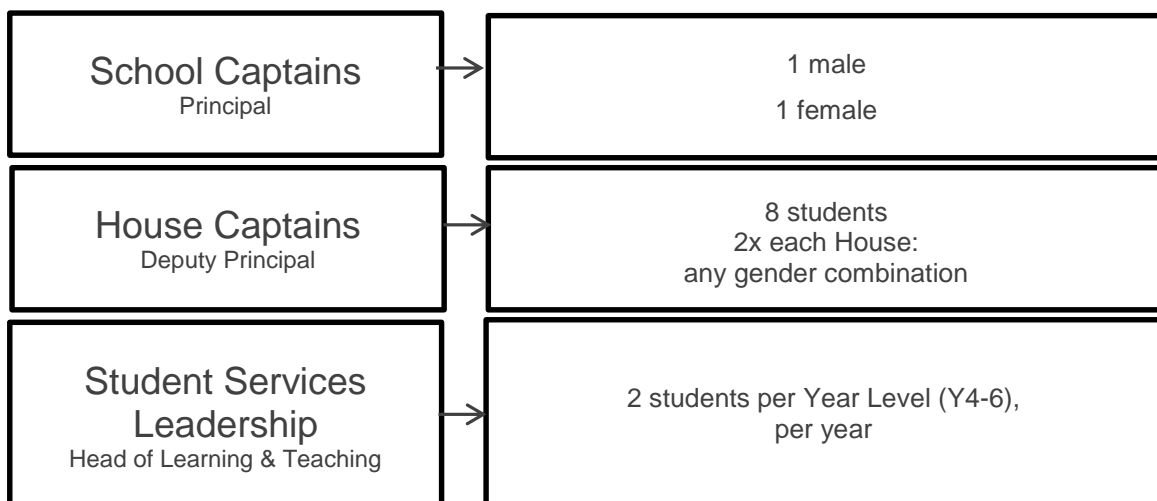 School Captains
Principal
1 male
1 female
House Captains
Deputy Principal
8 students
2x each House:
any gender combination
Student Services
Leadership
Head of Learning & Teaching
2 students per Year Level (Y4-6),
per year